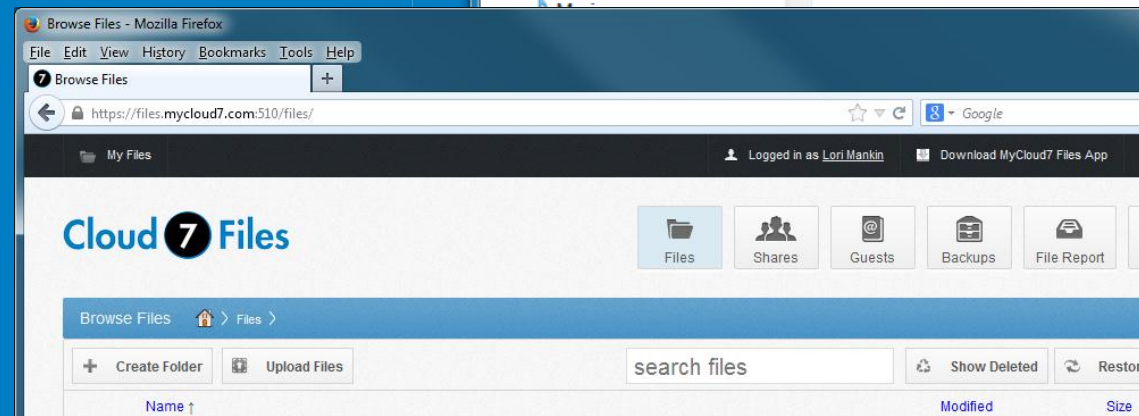 Browse Files - Mozilla Firefox
File Edit View History Bookmarks Tools Help
7 Browse Files +
https://files.mycloud7.com:510/files/ 8 Google
My Files Logged in as Lori Mankin Download MyCloud7 Files App
Cloud 7 Files
Files Shares Guests Backups File Report
Browse Files Files
+ Create Folder Upload Files search files Show Deleted
Name ↑ Modified Size